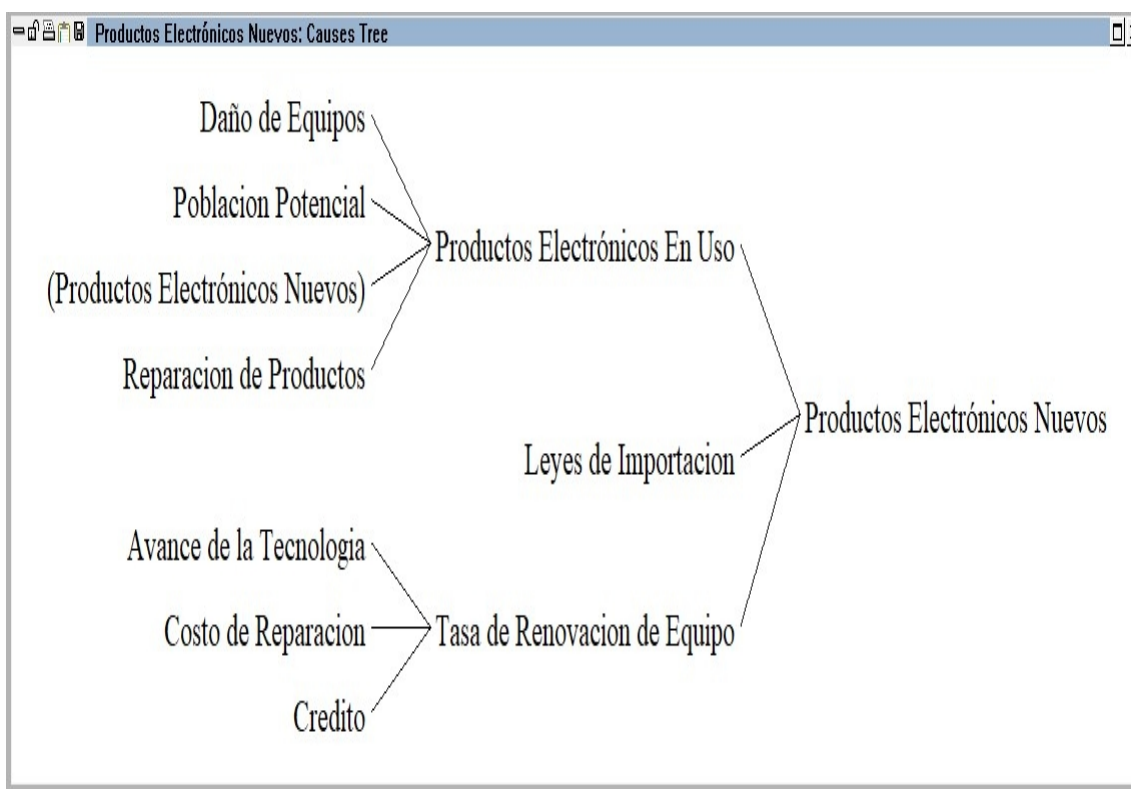 Productos Electrónicos Nuevos: Causes Tree
Daño de Equipos
Poblacion Potencial
(Productos Electrónicos Nuevos)
Reparacion de Productos
Productos Electrónicos En Uso
Leyes de Importacion
Avance de la Tecnologia
Costo de Reparacion
Credito
Tasa de Renovacion de Equipo
Productos Electrónicos Nuevos